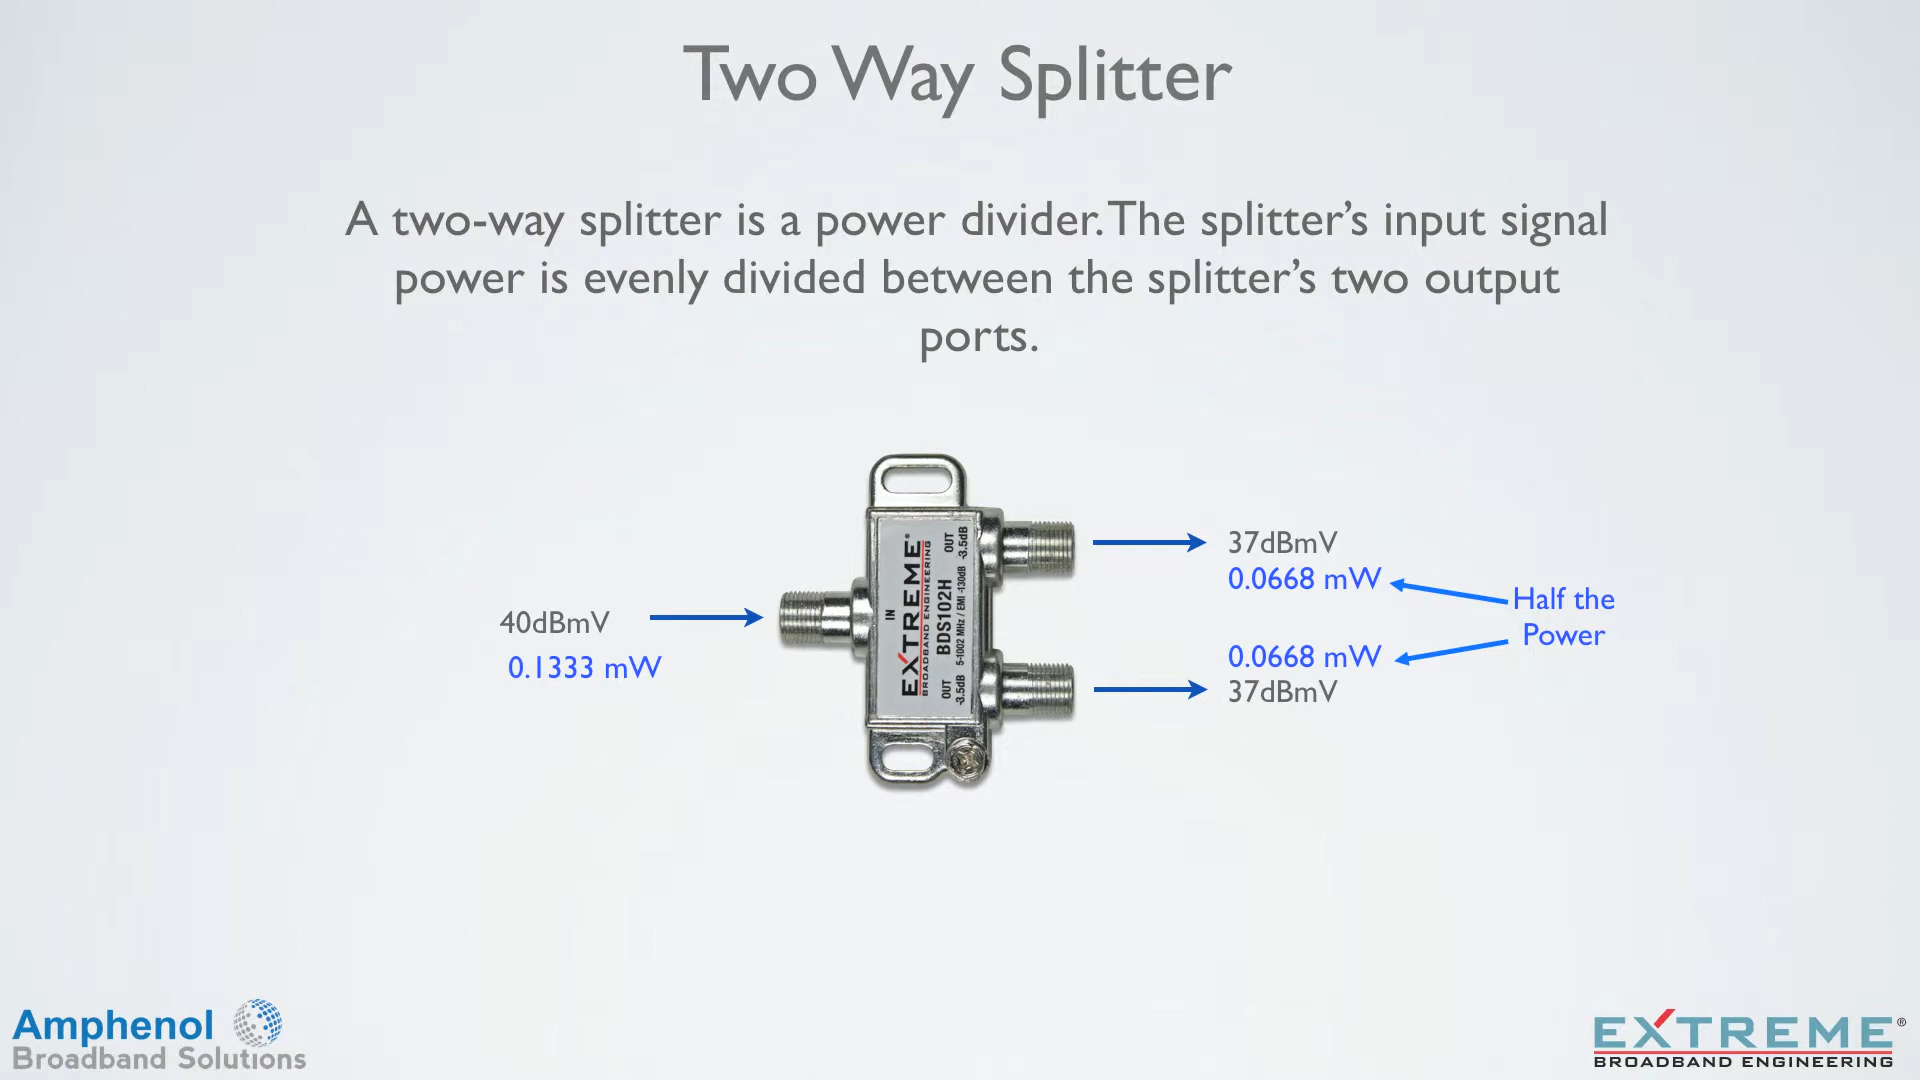 Two Way Splitter
A two-way splitter is a power divider. The splitter’s input signal
power is evenly divided between the splitter’s two output
ports.
40dBmV
0.1333 mW
IN
EXTREME®
BROADBAND ENGINEERING
BDS102H
5-1002 MHz / EMI -130dB
OUT
-3.5dB
OUT
-3.5dB
37dBmV
0.0668 mW
0.0668 mW
37dBmV
Half the
Power
Amphenol
Broadband Solutions
EXTREME®
BROADBAND ENGINEERING